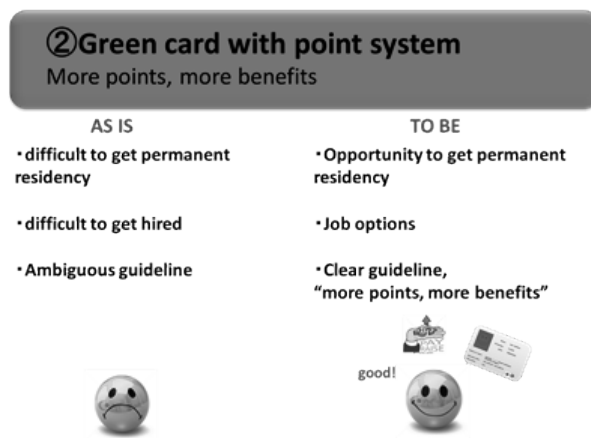 ②Green card with point system
More points, more benefits
AS IS
・difficult to get permanent
residency
・difficult to get hired
・Ambiguous guideline
TO BE
・Opportunity to get permanent
residency
・Job options
・Clear guideline,
“more points, more benefits”
good!